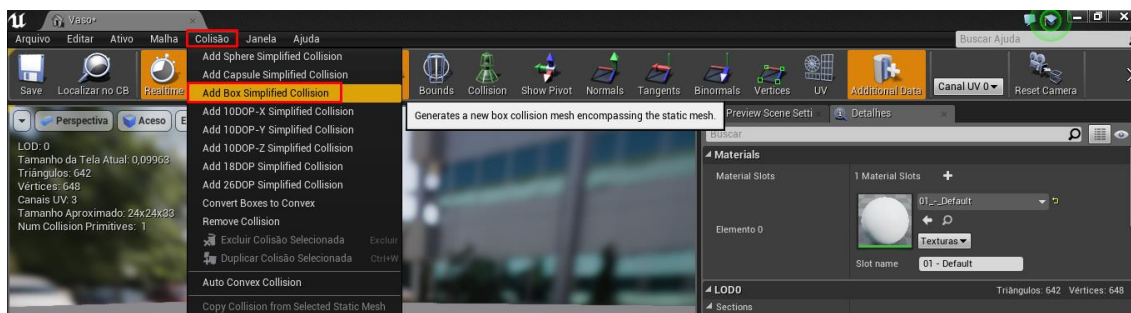 Vaso*
Arquivo Editar Ativo Malha Colisão Janela Ajuda
Buscar Ajuda
Save Localizar no CB Realtime Bounds Collision Show Pivot Normals Tangents Binormals Vertices UV Additional Data Canal UV 0 Reset Camera
Add Sphere Simplified Collision
Add Capsule Simplified Collision
Add Box Simplified Collision
Add 10DOP-X Simplified Collision
Add 10DOP-Y Simplified Collision
Add 10DOP-Z Simplified Collision
Add 18DOP Simplified Collision
Add 26DOP Simplified Collision
Convert Boxes to Convex
Remove Collision
Excluir Colisão Selecionada Excluir
Duplicar Colisão Selecionada Ctrl+W
Auto Convex Collision
Copy Collision from Selected Static Mesh
Generates a new box collision mesh encompassing the static mesh.
Perspectiva Aceso
LOD: 0
Tamanho da Tela Atual: 0,09963
Triângulos: 642
Vértices: 648
Canais UV: 3
Tamanho Aproximado: 24x24x33
Num Collision Primitives: 1
Preview Scene Setti Detalhes
Buscar
Materials
Material Slots 1 Material Slots
Elemento 0
01_-_Default
Texturas
Slot name 01 - Default
LOD0 Triângulos: 642 Vértices: 648
Sections